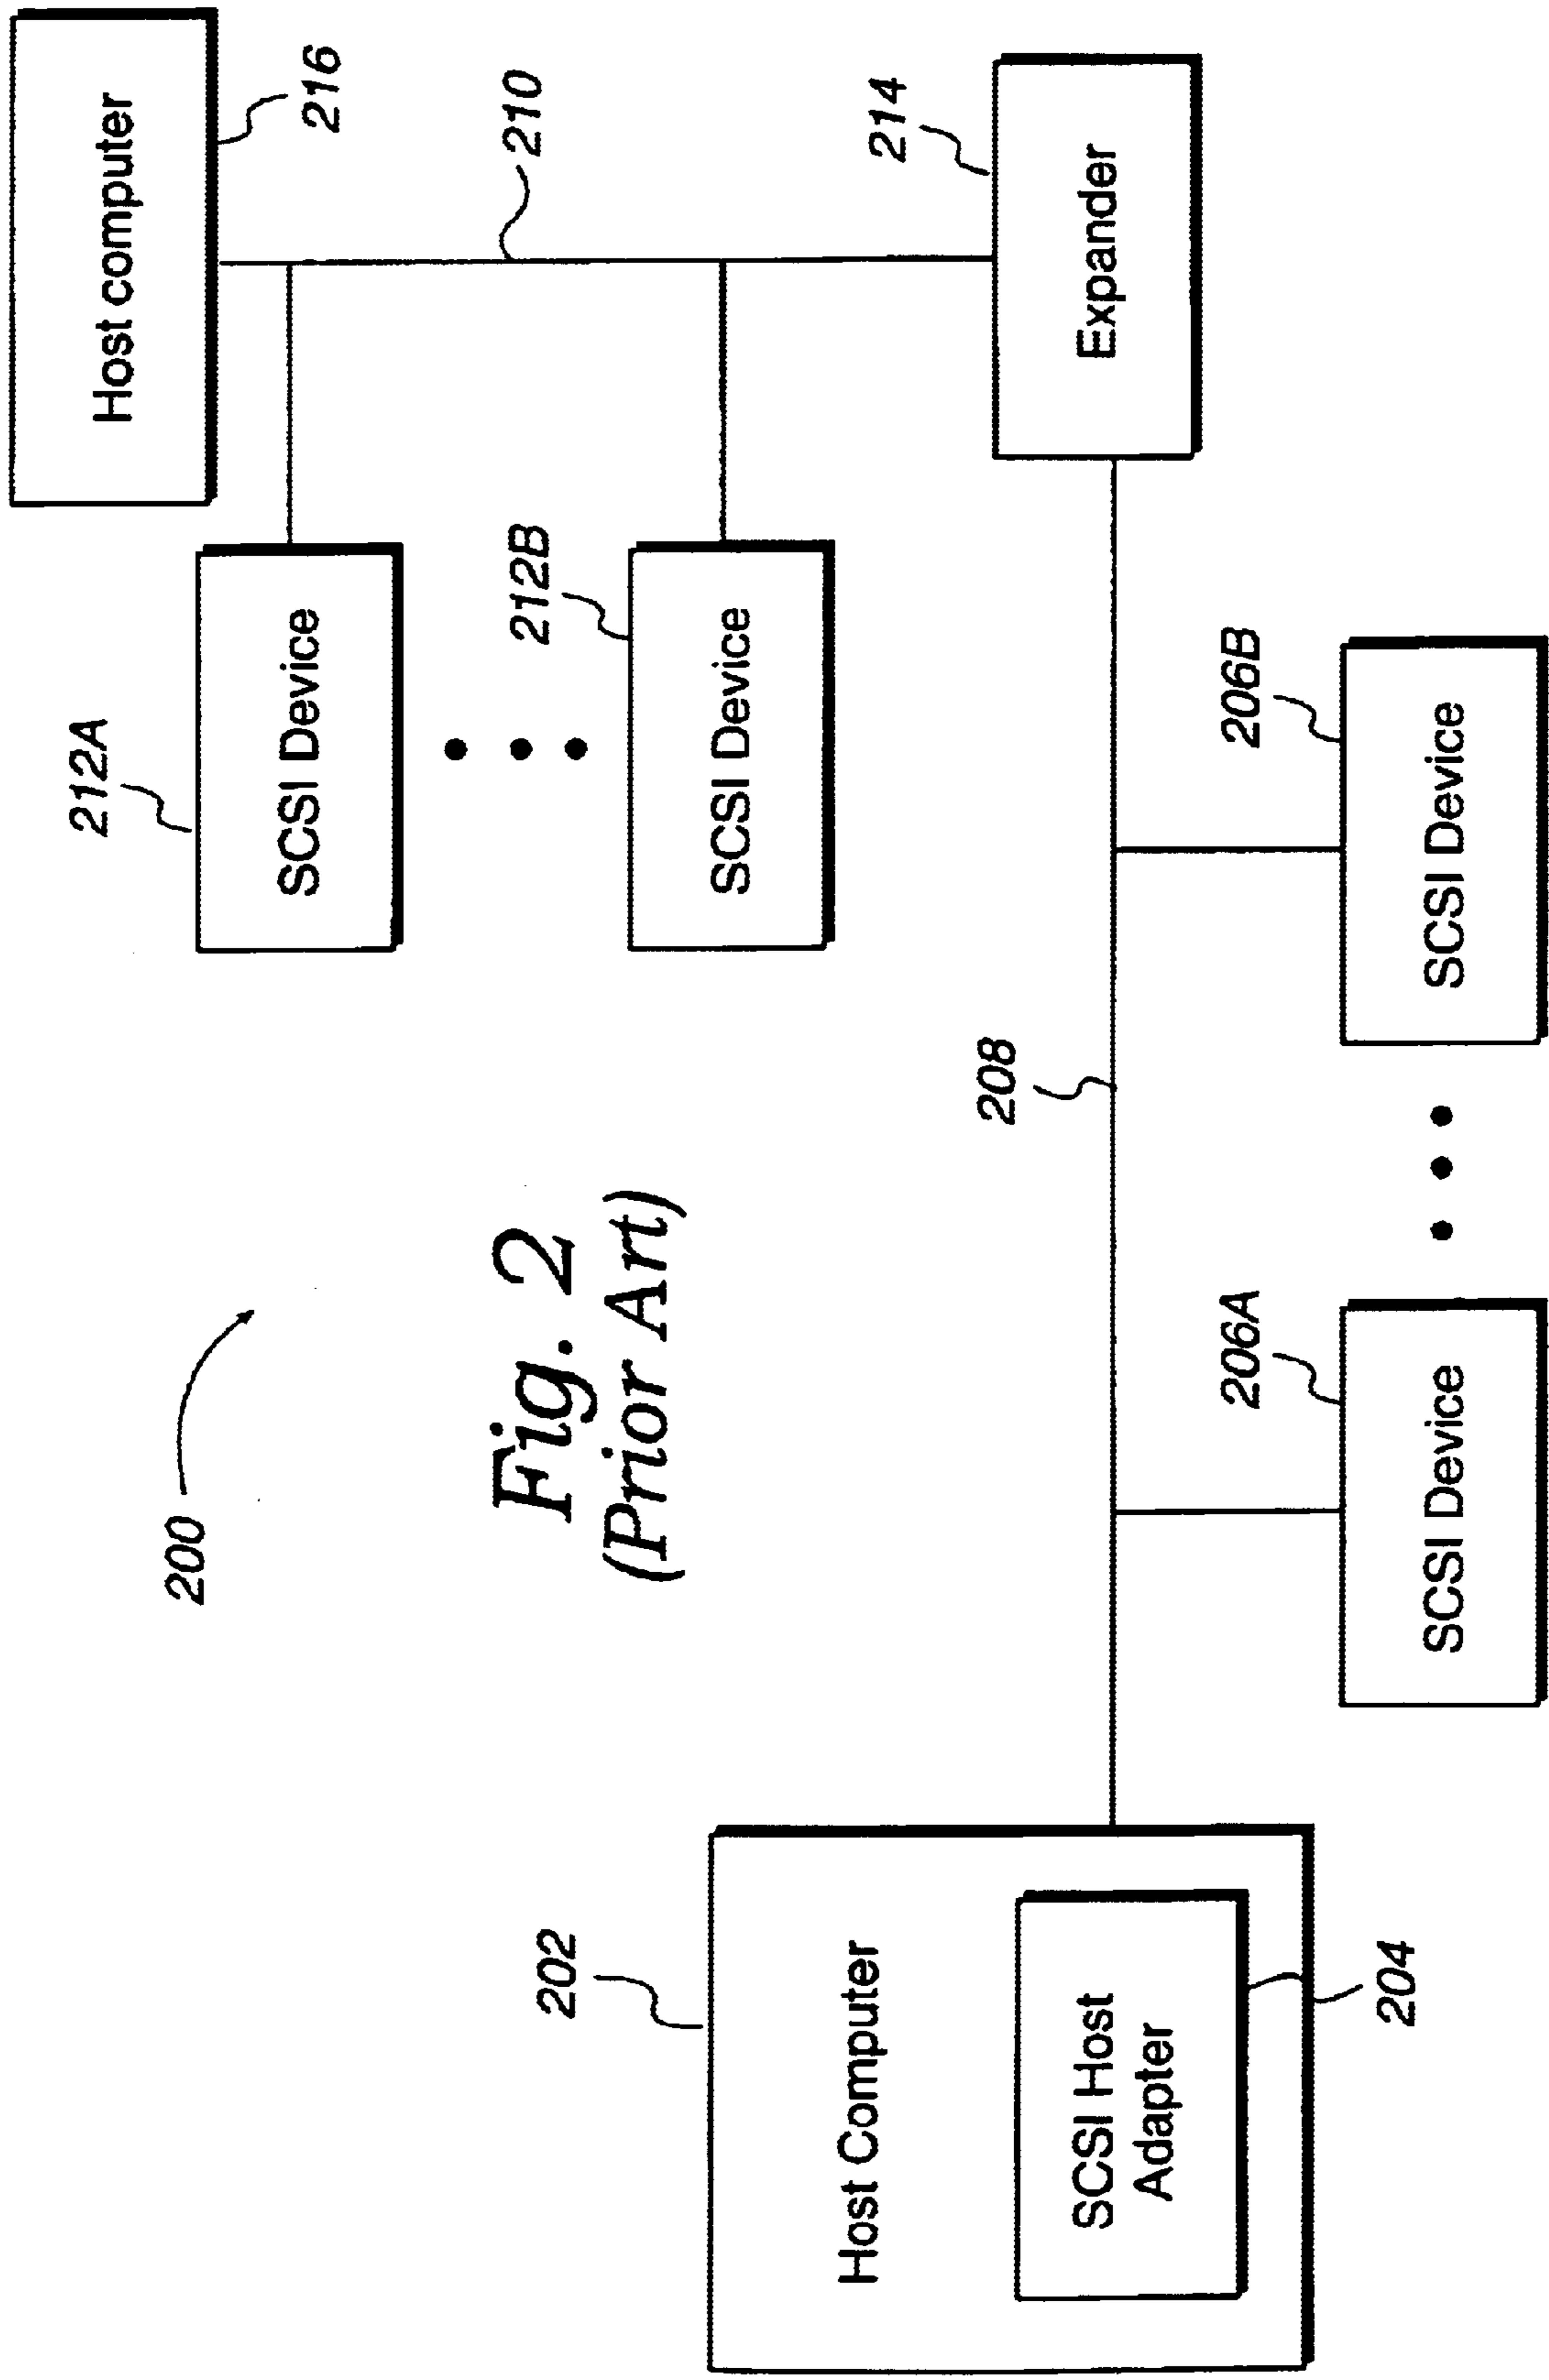 200
Fig. 2
(Prior Art)
212A
SCSI Device
212B
SCSI Device
Host computer
216
210
214
Expander
202
Host Computer
SCSI Host
Adapter
204
208
206A
SCSI Device
206B
SCSI Device